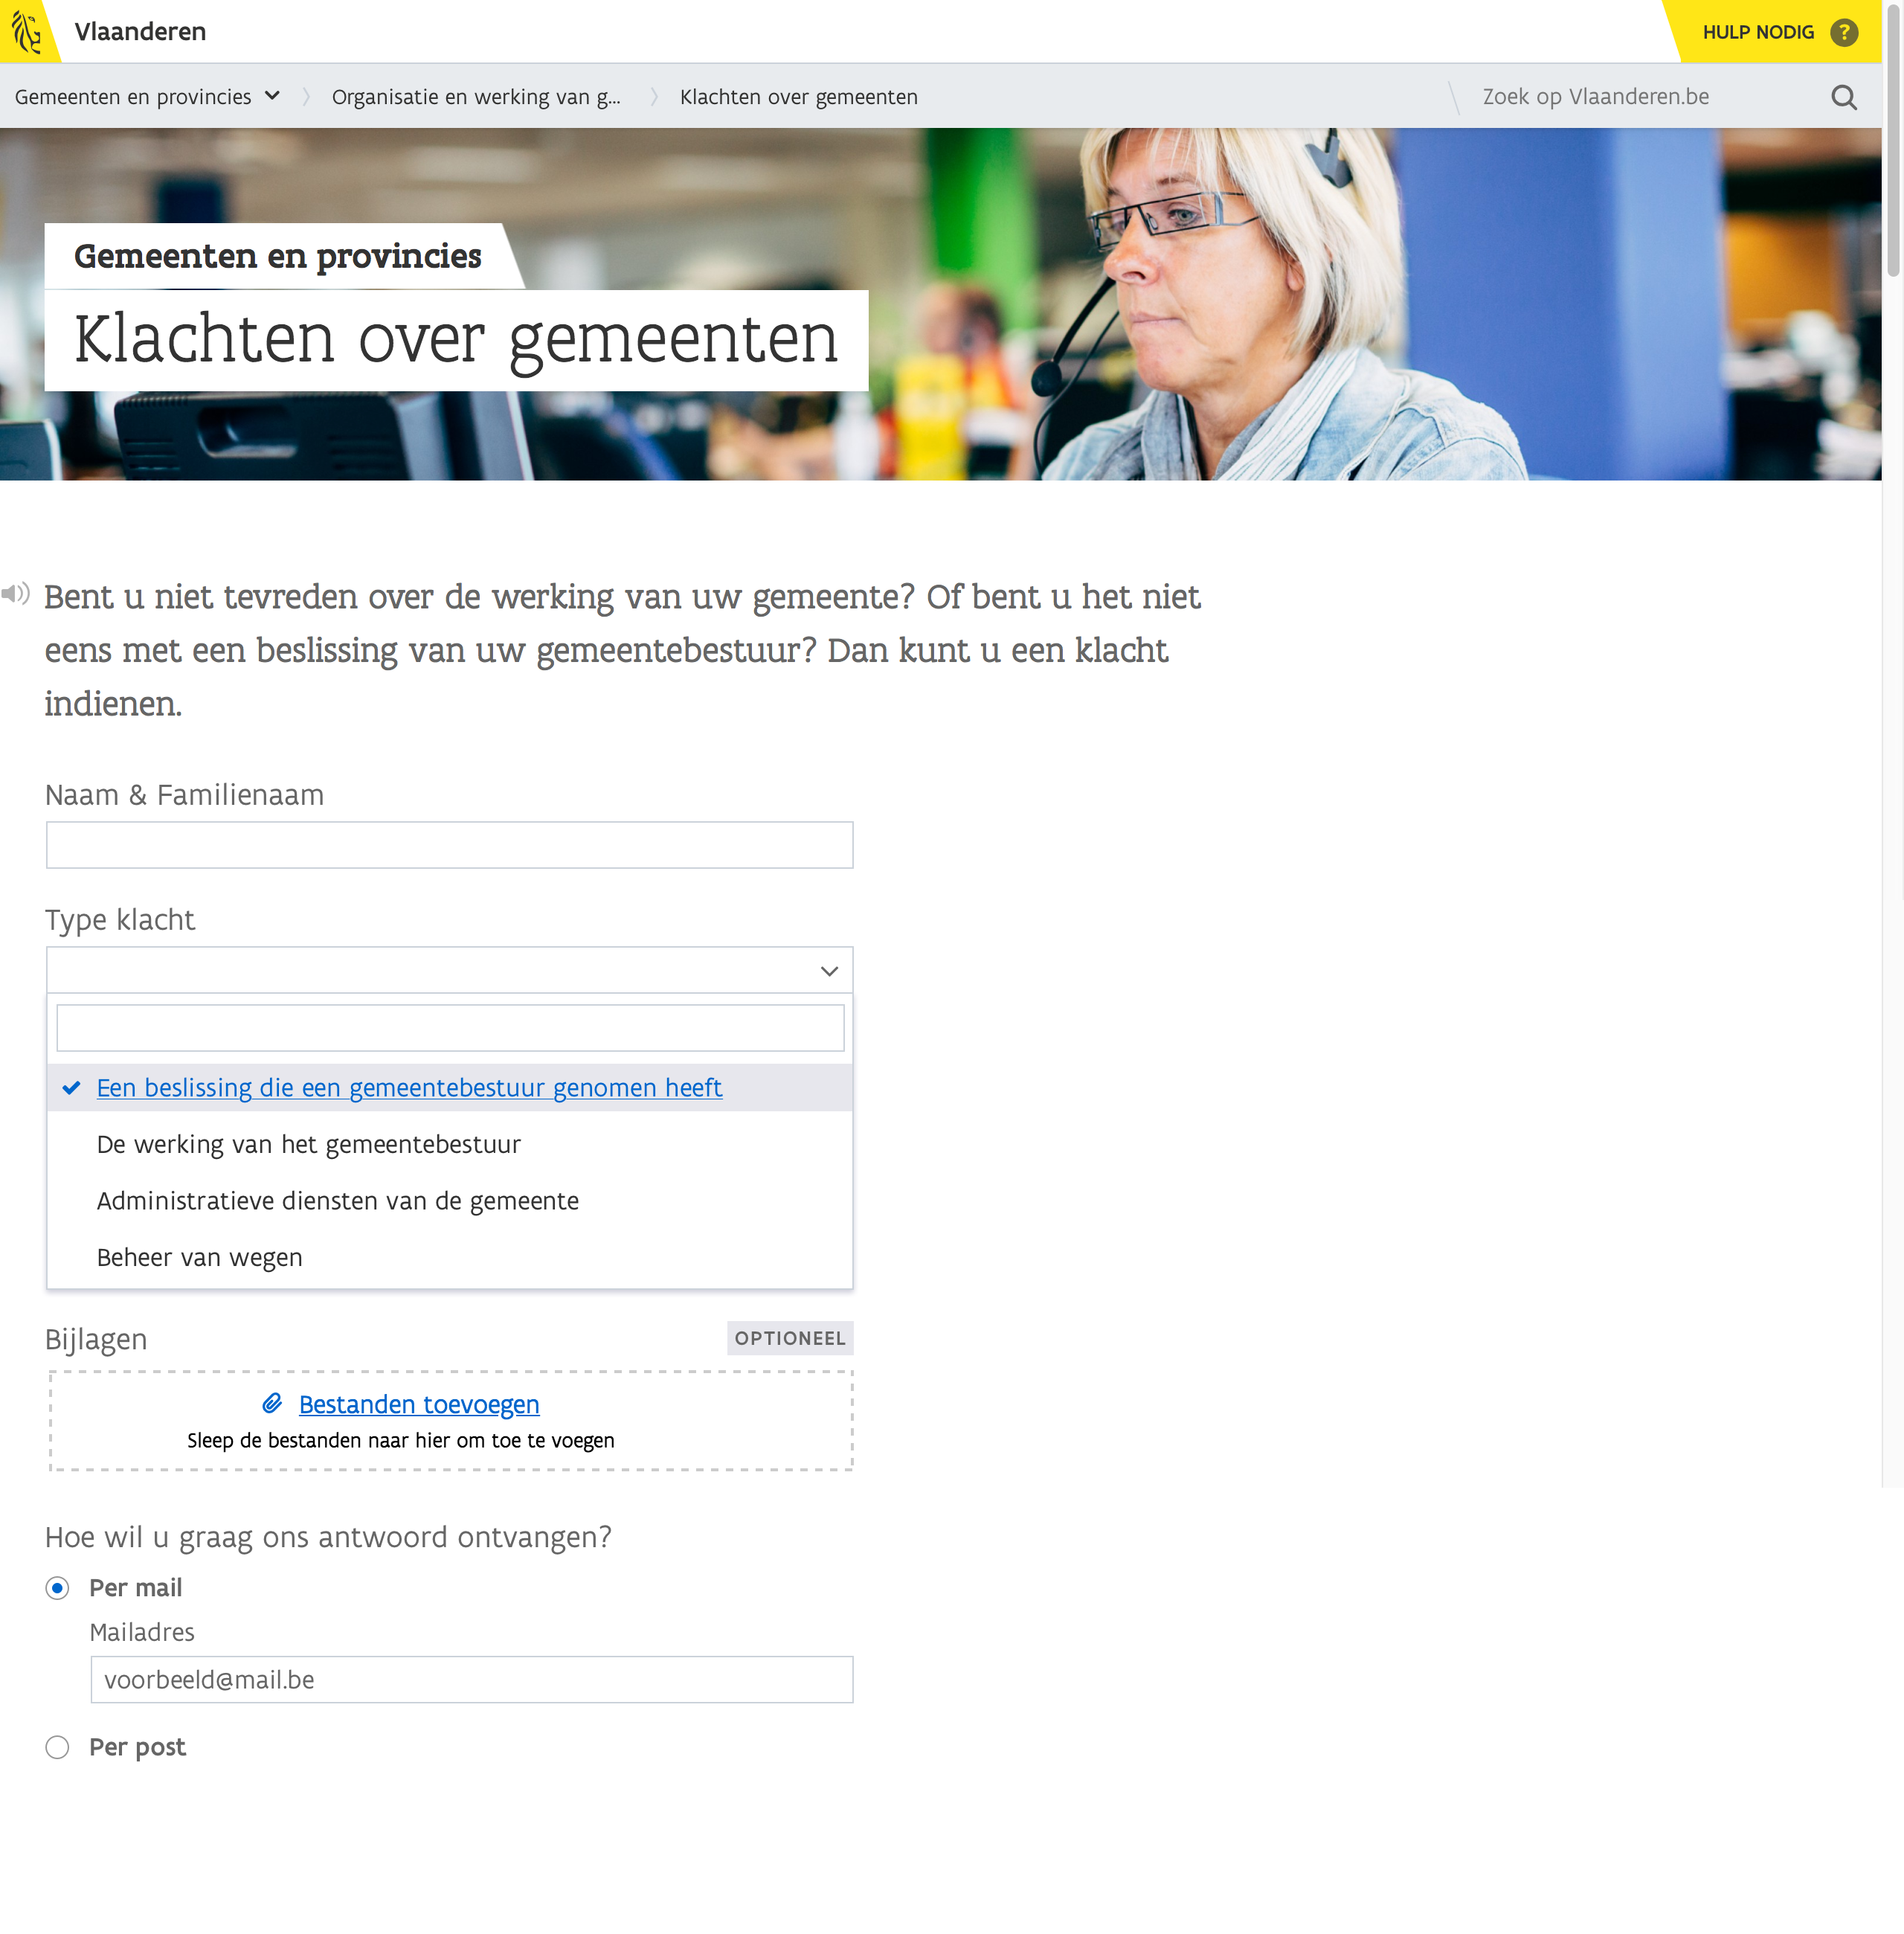 Vlaanderen
HULP NODIG ?
Gemeenten en provincies
Organisatie en werking van g...
Klachten over gemeenten
Zoek op Vlaanderen.be
Gemeenten en provincies
Klachten over gemeenten
Bent u niet tevreden over de werking van uw gemeente? Of bent u het niet
eens met een beslissing van uw gemeentebestuur? Dan kunt u een klacht
indienen.
Naam & Familienaam
Type klacht
Een beslissing die een gemeentebestuur genomen heeft
De werking van het gemeentebestuur
Administratieve diensten van de gemeente
Beheer van wegen
Bijlagen
OPTIONEEL
Bestanden toevoegen
Sleep de bestanden naar hier om toe te voegen
Hoe wil u graag ons antwoord ontvangen?
Per mail
Mailadres
voorbeeld@mail.be
Per post